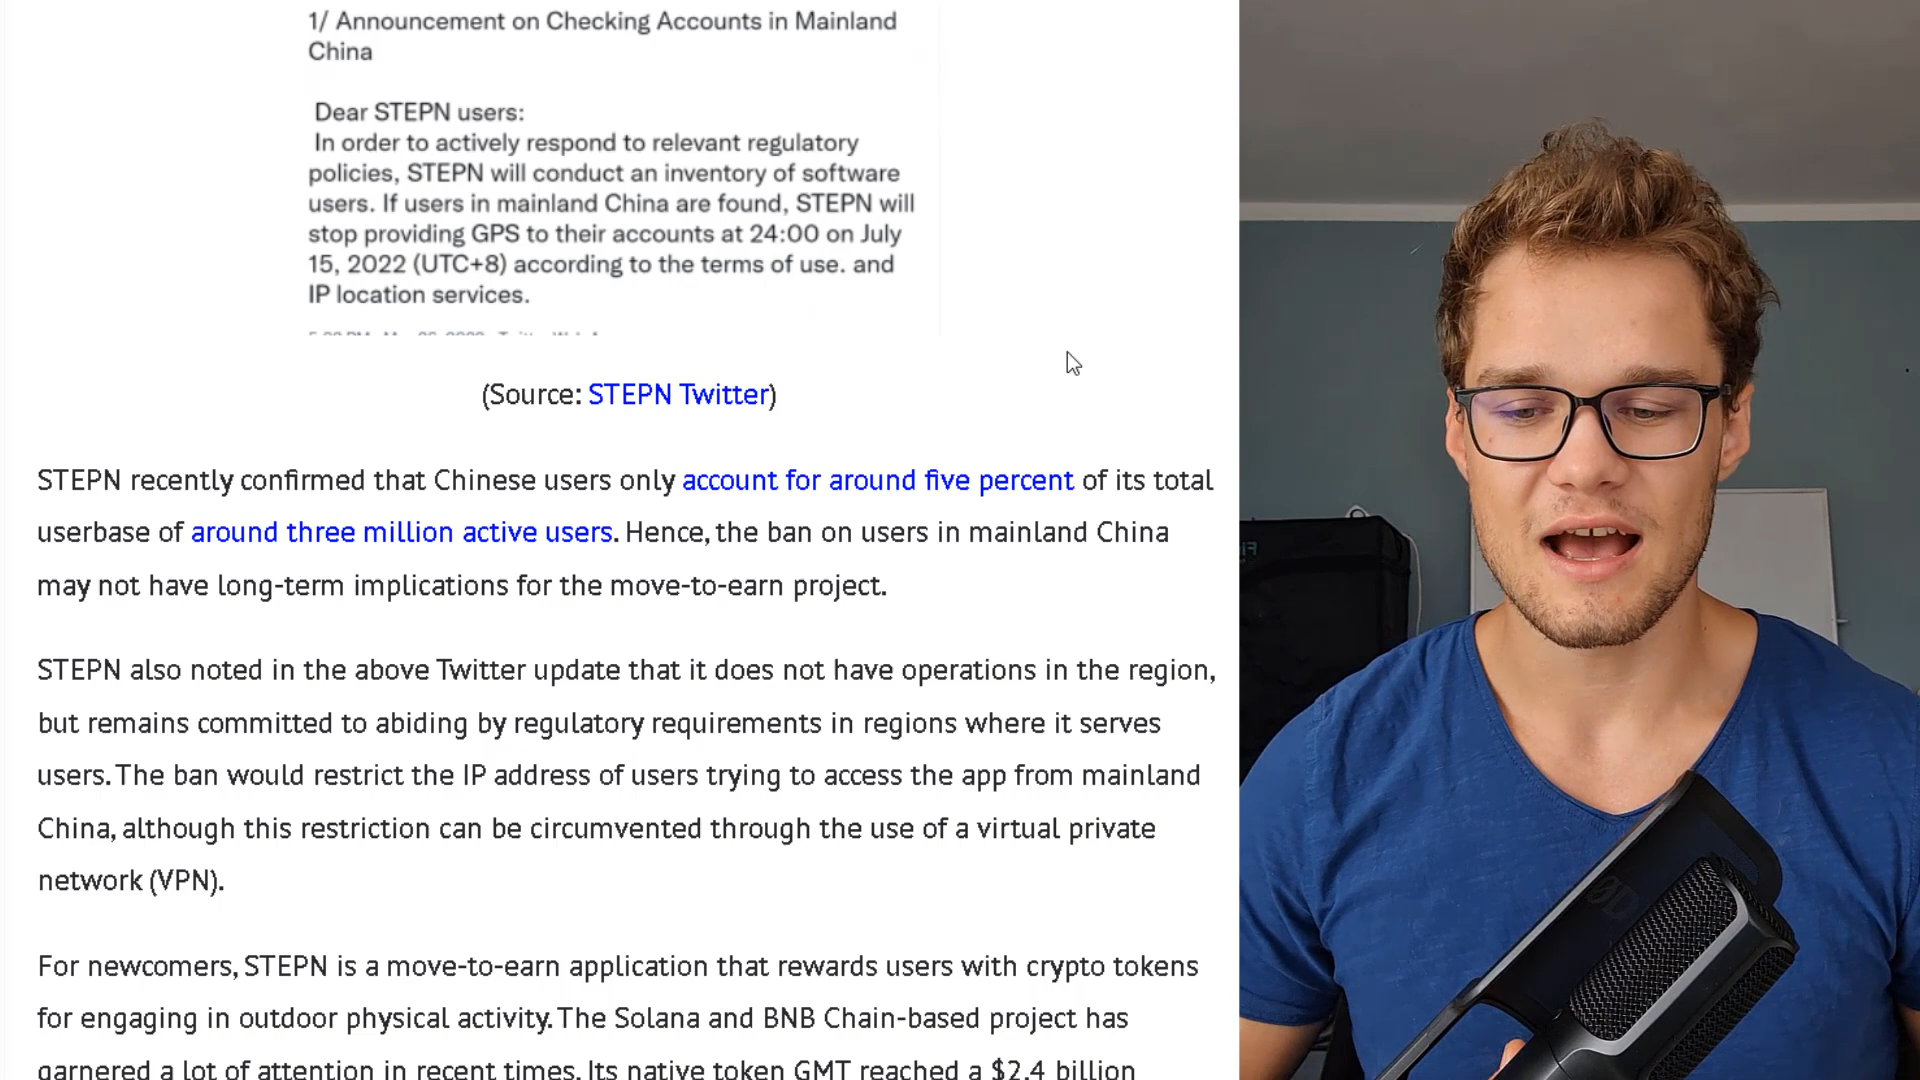 1/ Announcement on Checking Accounts in Mainland
China
Dear STEPN users:
In order to actively respond to relevant regulatory
policies, STEPN will conduct an inventory of software
users. If users in mainland China are found, STEPN will
stop providing GPS to their accounts at 24:00 on July
15, 2022 (UTC+8) according to the terms of use. and
IP location services.
(Source: STEPN Twitter)
STEPN recently confirmed that Chinese users only account for around five percent of its total
userbase of around three million active users. Hence, the ban on users in mainland China
may not have long-term implications for the move-to-earn project.
STEPN also noted in the above Twitter update that it does not have operations in the region,
but remains committed to abiding by regulatory requirements in regions where it serves
users. The ban would restrict the IP address of users trying to access the app from mainland
China, although this restriction can be circumvented through the use of a virtual private
network (VPN).
For newcomers, STEPN is a move-to-earn application that rewards users with crypto tokens
for engaging in outdoor physical activity. The Solana and BNB Chain-based project has
garnered a lot of attention in recent times. Its native token GMT reached a $2.4 billion